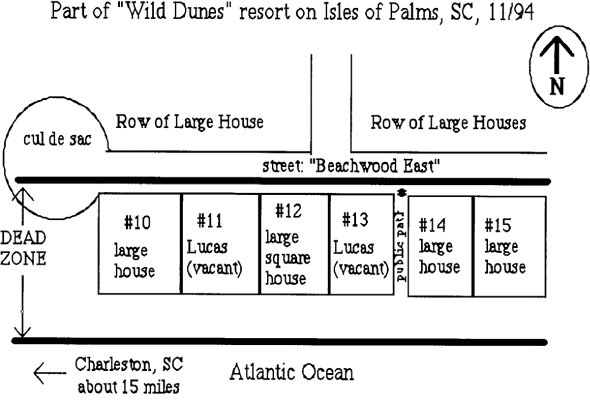 Part of "Wild Dunes" resort on Isles of Palms, SC, 11/94
N
Row of Large House
Row of Large Houses
cul de sac
street: "Beachwood East"
DEAD
ZONE
#10
large
house
#11
Lucas
(vacant)
#12
large
square
house
#13
Lucas
(vacant)
public path
#14
large
house
#15
large
house
Charleston, SC
about 15 miles
Atlantic Ocean